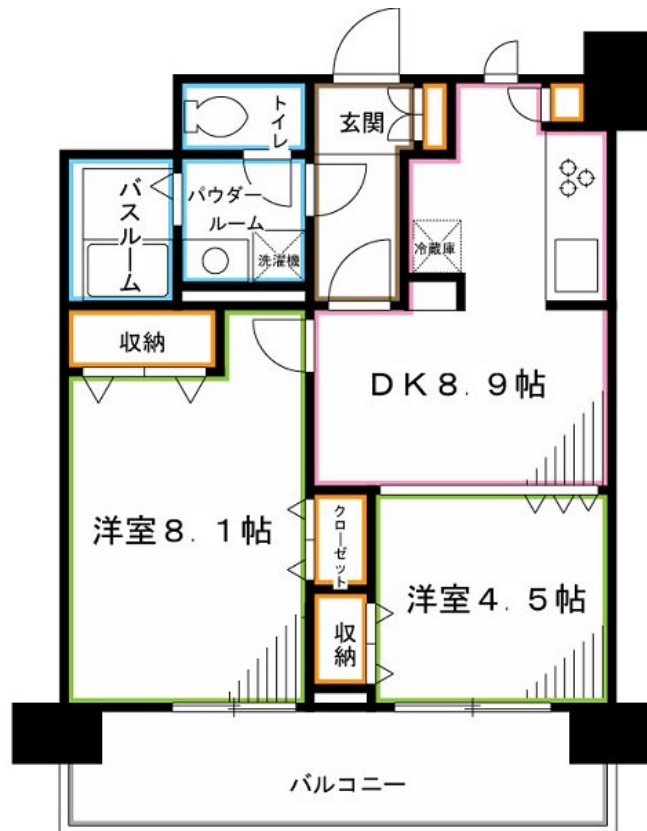 トイレ
玄関
バスルーム
パウダー
ルーム
洗濯機
冷蔵庫
収納
DK8.9帖
洋室8.1帖
クローゼット
洋室4.5帖
収納
バルコニー